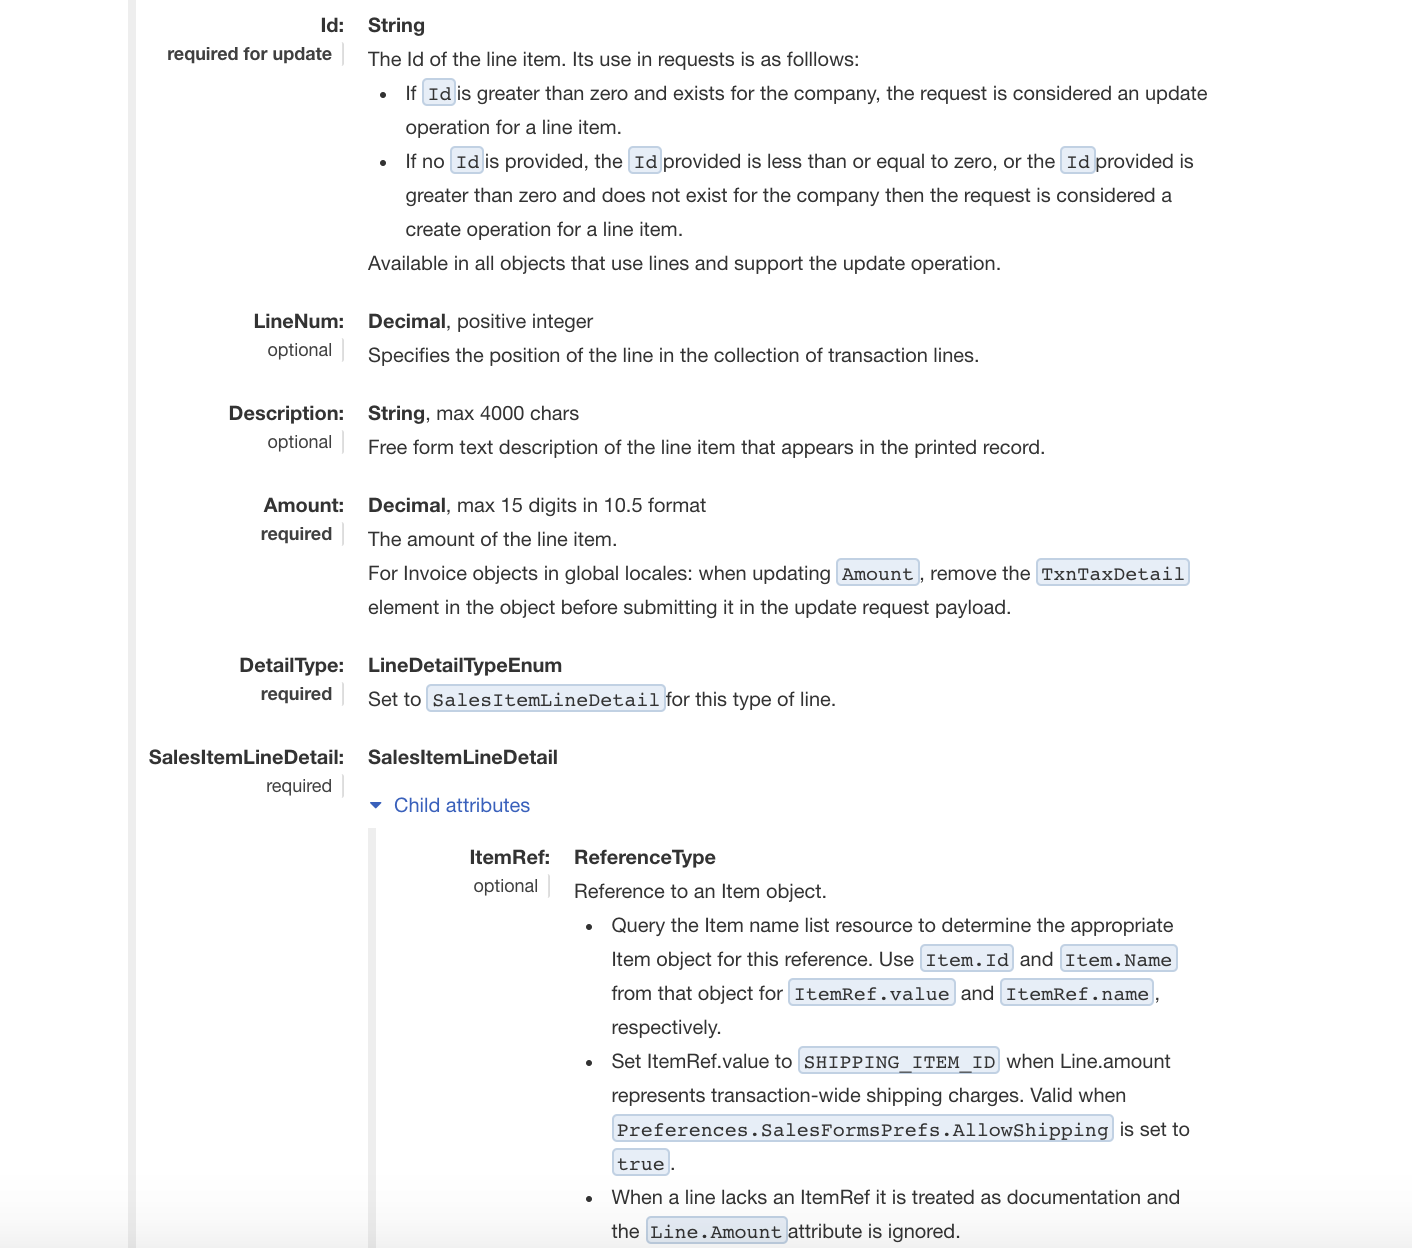 Id: String
required for update The Id of the line item. Its use in requests is as folllows:
• If Id is greater than zero and exists for the company, the request is considered an update
operation for a line item.
• If no Id is provided, the Id provided is less than or equal to zero, or the Id provided is
greater than zero and does not exist for the company then the request is considered a
create operation for a line item.
Available in all objects that use lines and support the update operation.
LineNum: Decimal, positive integer
optional Specifies the position of the line in the collection of transaction lines.
Description: String, max 4000 chars
optional Free form text description of the line item that appears in the printed record.
Amount: Decimal, max 15 digits in 10.5 format
required The amount of the line item.
For Invoice objects in global locales: when updating Amount, remove the TxnTaxDetail
element in the object before submitting it in the update request payload.
DetailType: LineDetailTypeEnum
required Set to SalesItemLineDetail for this type of line.
SalesItemLineDetail: SalesItemLineDetail
required
Child attributes
ItemRef: ReferenceType
optional Reference to an Item object.
• Query the Item name list resource to determine the appropriate
Item object for this reference. Use Item.Id and Item.Name
from that object for ItemRef.value and ItemRef.name,
respectively.
• Set ItemRef.value to SHIPPING_ITEM_ID when Line.amount
represents transaction-wide shipping charges. Valid when
Preferences.SalesFormsPrefs.AllowShipping is set to
true.
• When a line lacks an ItemRef it is treated as documentation and
the Line.Amount attribute is ignored.